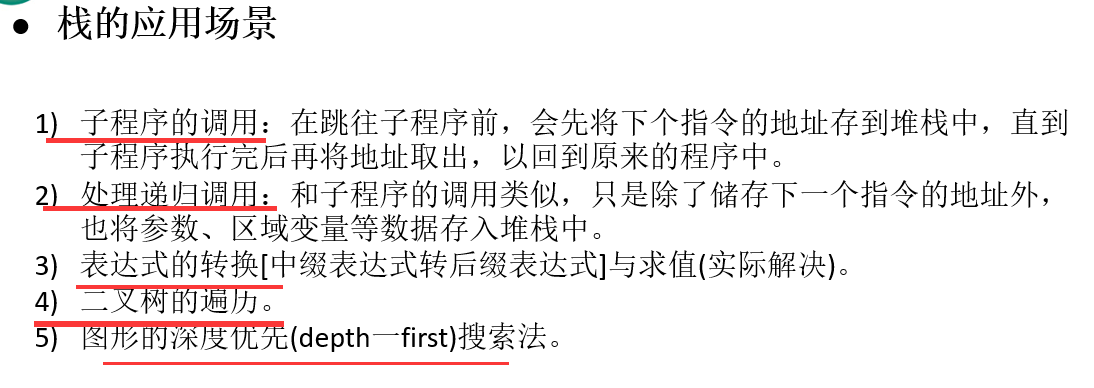 ● 栈的应用场景
1) 子程序的调用：在跳往子程序前，会先将下个指令的地址存到堆栈中，直到
子程序执行完后再将地址取出，以回到原来的程序中。
2) 处理递归调用：和子程序的调用类似，只是除了储存下一个指令的地址外，
也将参数、区域变量等数据存入堆栈中。
3) 表达式的转换[中缀表达式转后缀表达式]与求值(实际解决)。
4) 二叉树的遍历。
5) 图形的深度优先(depth一first)搜索法。